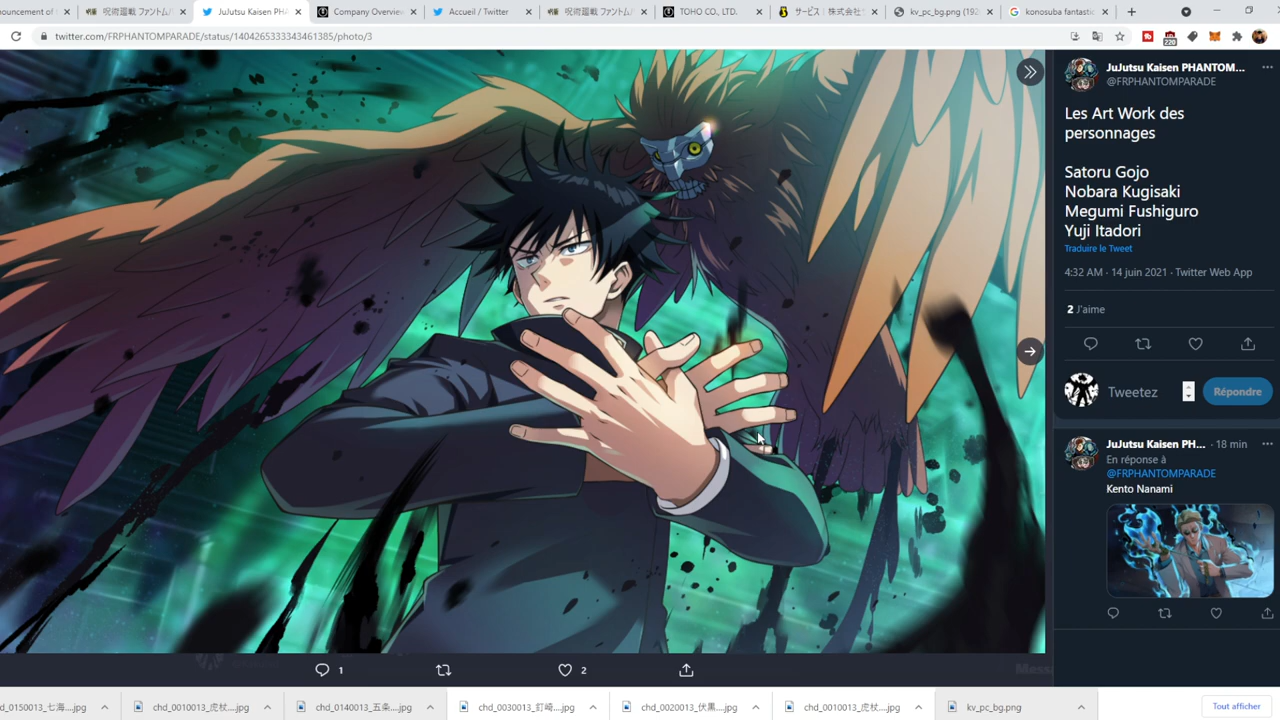 nouncement of
呪術廻戦 ファントムパ
JuJutsu Kaisen PHA
Company Overview
Accueil / Twitter
呪術廻戦 ファントムパ
TOHO CO., LTD.
サービス | 株式会社
kv_pc_bg.png (192
konosuba fantastic
twitter.com/FRPHANTOMPARADE/status/1404265333343461385/photo/3
220
JuJutsu Kaisen PHANTOM...
@FRPHANTOMPARADE
Les Art Work des
personnages
Satoru Gojo
Nobara Kugisaki
Megumi Fushiguro
Yuji Itadori
Traduire le Tweet
4:32 AM · 14 juin 2021 · Twitter Web App
2 J'aime
Tweetez
Répondre
JuJutsu Kaisen PH... · 18 min
En réponse à
@FRPHANTOMPARADE
Kento Nanami
1
2
Messa
hd_0150013_七海....jpg
chd_0010013_虎杖....jpg
chd_0140013_五条....jpg
chd_0030013_釘崎....jpg
chd_0020013_伏黒....jpg
chd_0010013_虎杖....jpg
kv_pc_bg.png
Tout afficher